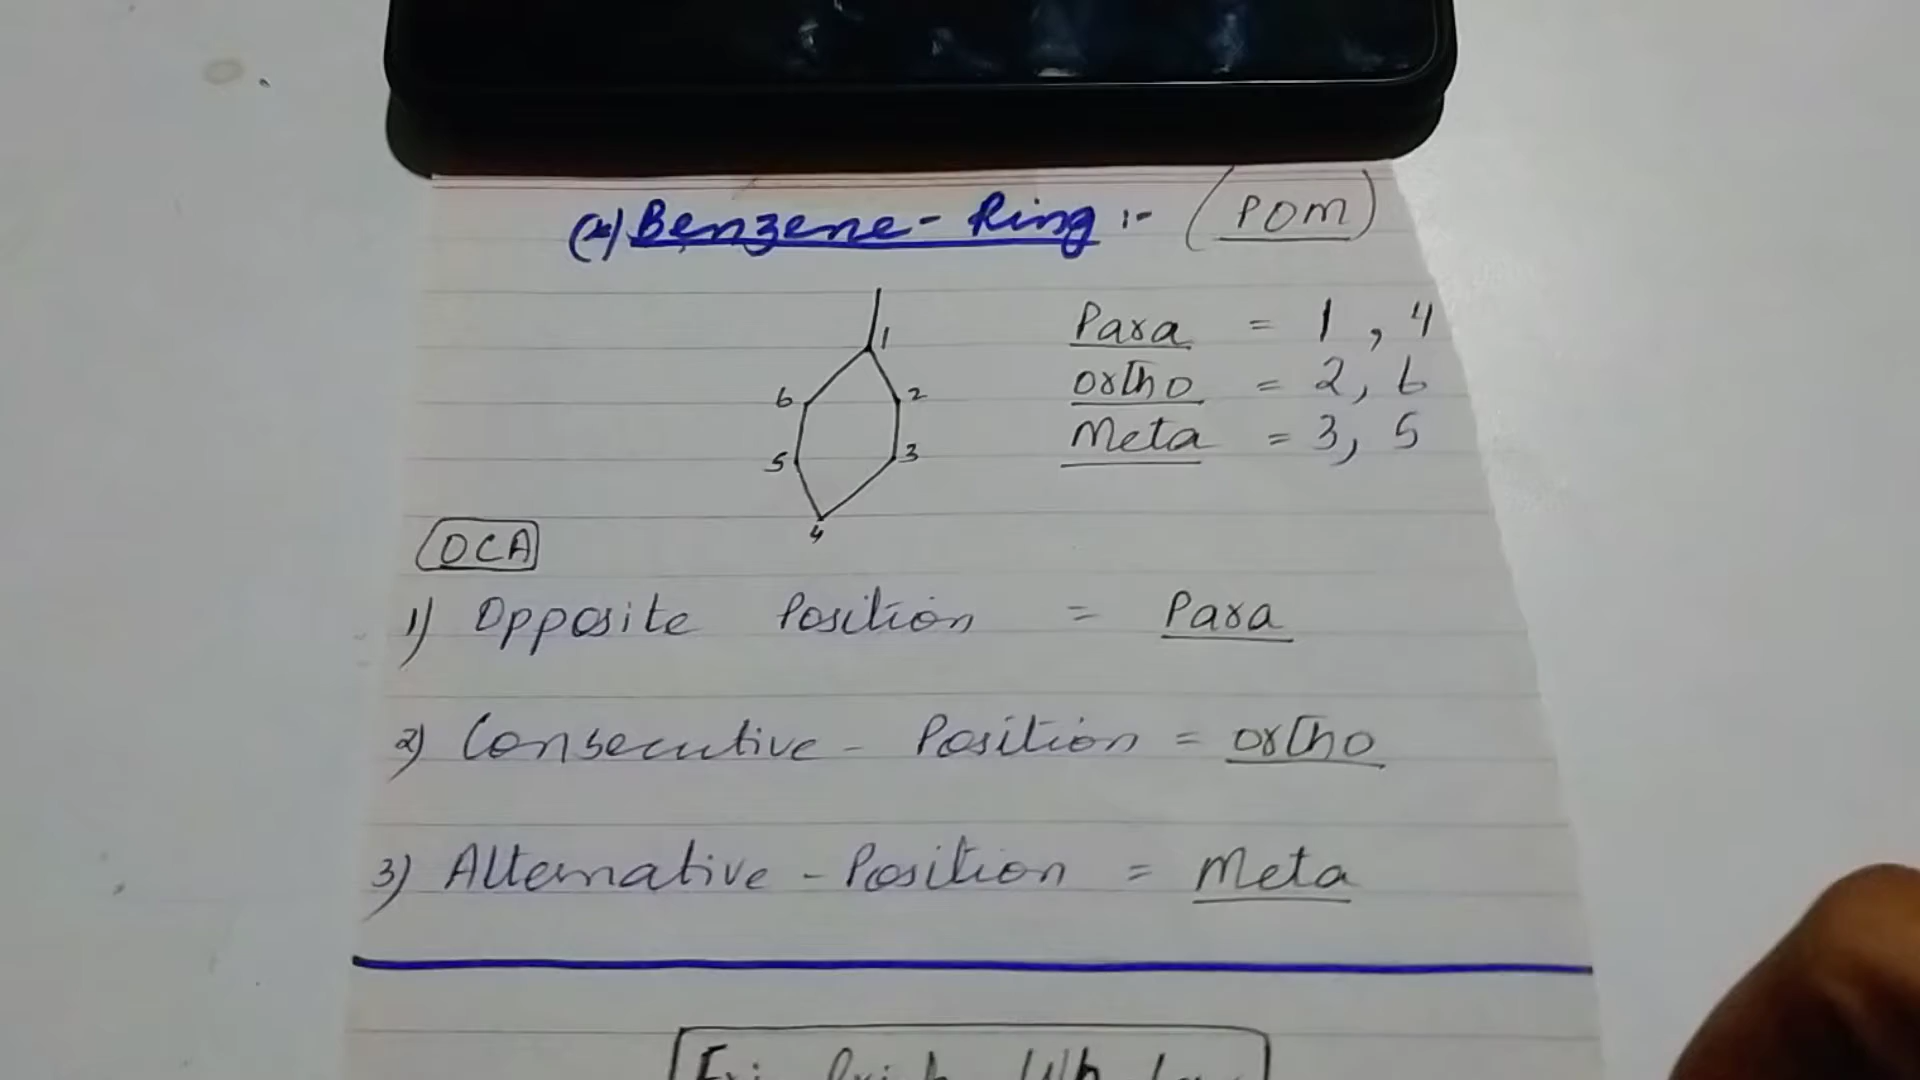 (x) Benzene - Ring :- (POM)
1
6 2
5 3
4
Para = 1, 4
ortho = 2, 6
Meta = 3, 5
OCA
1) Opposite Position = Para
2) Consecutive - Position = ortho
3) Alternative - Position = Meta